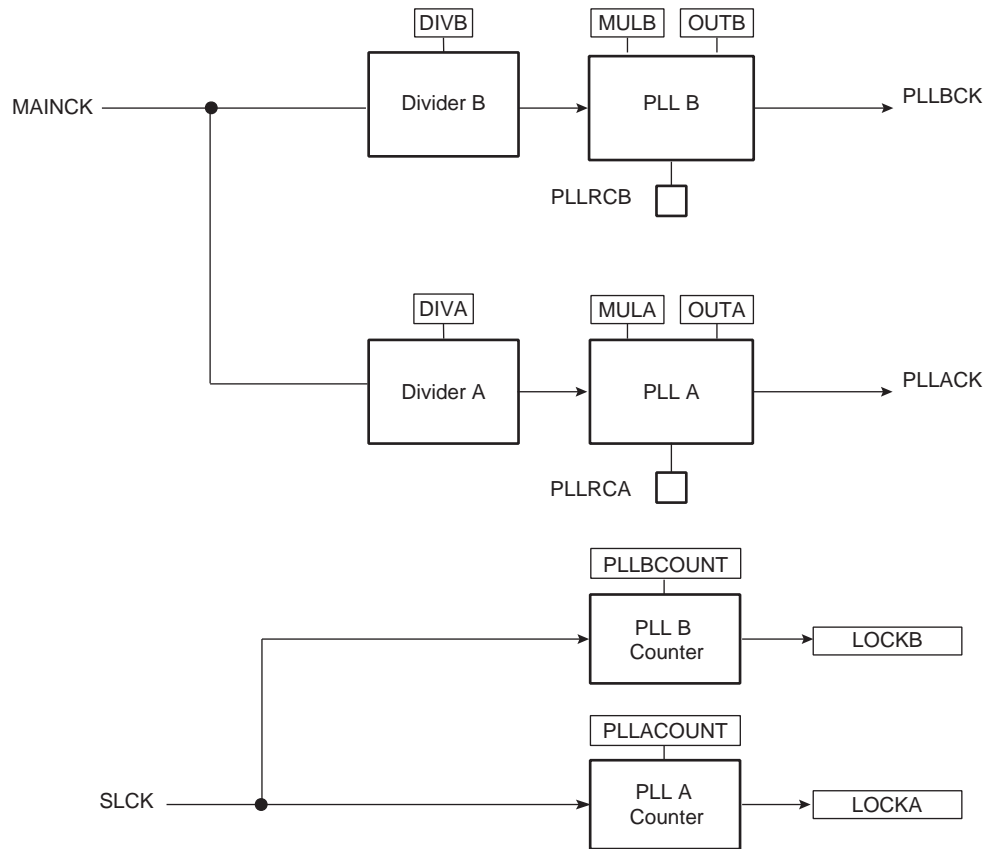 DIVB
MULB
OUTB
MAINCK
Divider B
PLL B
PLLBCK
PLLRCB
DIVA
MULA
OUTA
Divider A
PLL A
PLLACK
PLLRCA
PLLBCOUNT
PLL B
Counter
LOCKB
PLLACOUNT
SLCK
PLL A
Counter
LOCKA